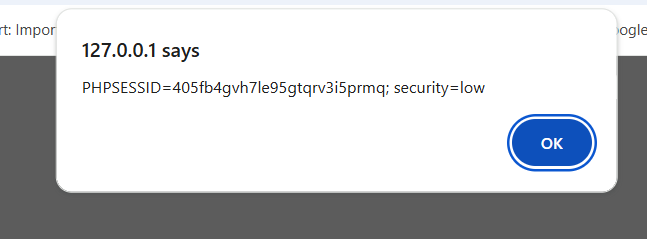 rt: Impor
oogle
127.0.0.1 says
PHPSESSID=405fb4gvh7le95gtqrv3i5prmq; security=low
OK